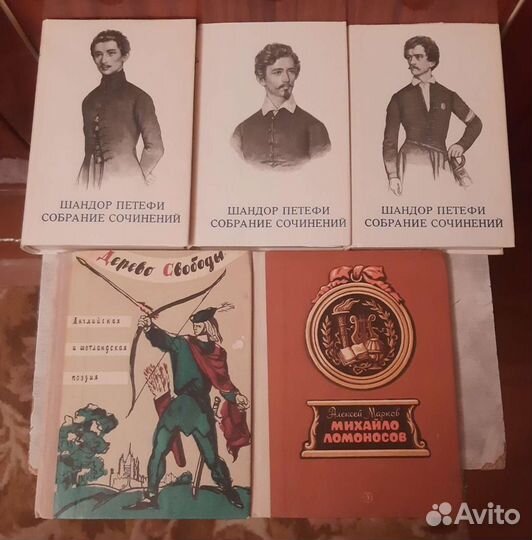 ШАНДОР ПЕТЕФИ
СОБРАНИЕ СОЧИНЕНИЙ
ШАНДОР ПЕТЕФИ
СОБРАНИЕ СОЧИНЕНИЙ
ШАНДОР ПЕТЕФИ
СОБРАНИЕ СОЧИНЕНИЙ
Дерево Свободы
Английская
и шотландская
поэзия
Алексей Марков
МИХАЙЛО
ЛОМОНОСОВ
Avito